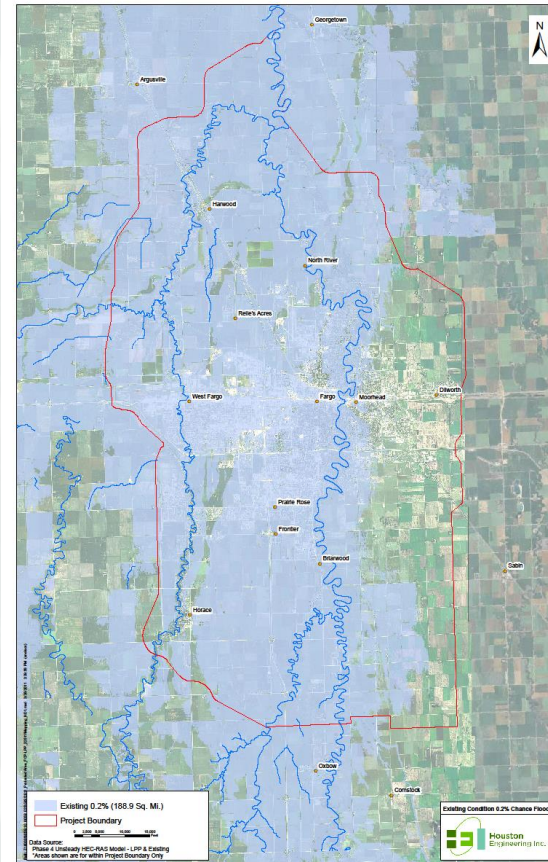 Georgetown
N
Argusville
Harwood
North River
Reile's Acres
West Fargo
Fargo
Moorhead
Dilworth
Prairie Rose
Frontier
Briarwood
Sabin
Horace
Oxbow
Comstock
Existing 0.2% (188.9 Sq. Mi.)
Project Boundary
Feet
Data Source:
Phase 4 Unsteady HEC-RAS Model - LPP & Existing
*Areas shown are for within Project Boundary Only
Existing Condition 0.2% Chance Flood
Houston
Engineering Inc.